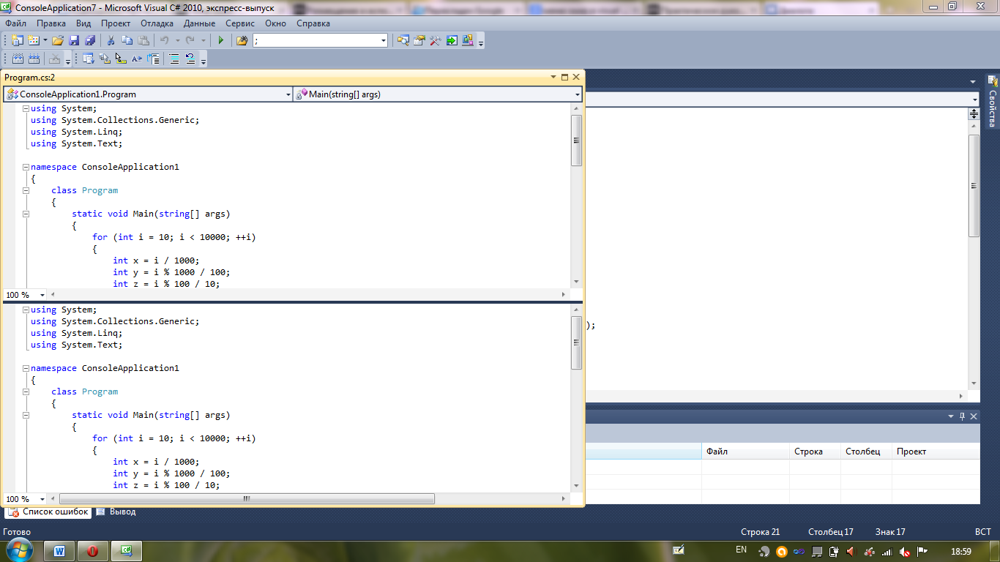 ConsoleApplication7 - Microsoft Visual C# 2010, экспресс-выпуск
Файл Правка Вид Проект Отладка Данные Сервис Окно Справка
;
Program.cs:2
ConsoleApplication1.Program Main(string[] args)
Свойства
using System;
using System.Collections.Generic;
using System.Linq;
using System.Text;
namespace ConsoleApplication1
{
class Program
{
static void Main(string[] args)
{
for (int i = 10; i < 10000; ++i)
{
int x = i / 1000;
int y = i % 1000 / 100;
int z = i % 100 / 10;
100 %
using System;
using System.Collections.Generic;
using System.Linq;
using System.Text;
namespace ConsoleApplication1
{
class Program
{
static void Main(string[] args)
{
for (int i = 10; i < 10000; ++i)
{
int x = i / 1000;
int y = i % 1000 / 100;
int z = i % 100 / 10;
100 %
);
Файл Строка Столбец Проект
Список ошибок Вывод
Готово Строка 21 Столбец 17 Знак 17 ВСТ
EN 18:59